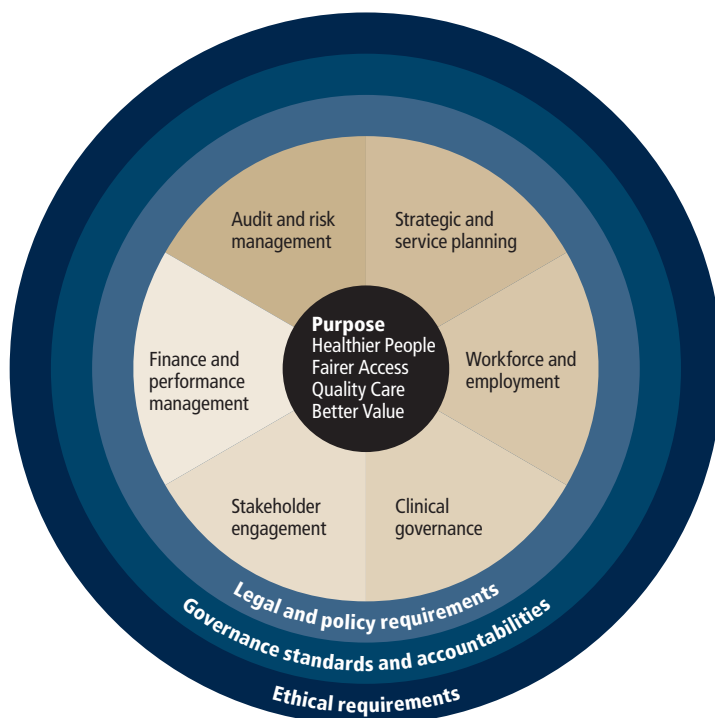 Audit and risk
management
Strategic and
service planning
Purpose
Healthier People
Fairer Access
Quality Care
Better Value
Finance and
performance
management
Workforce and
employment
Stakeholder
engagement
Clinical
governance
Legal and policy requirements
Governance standards and accountabilities
Ethical requirements